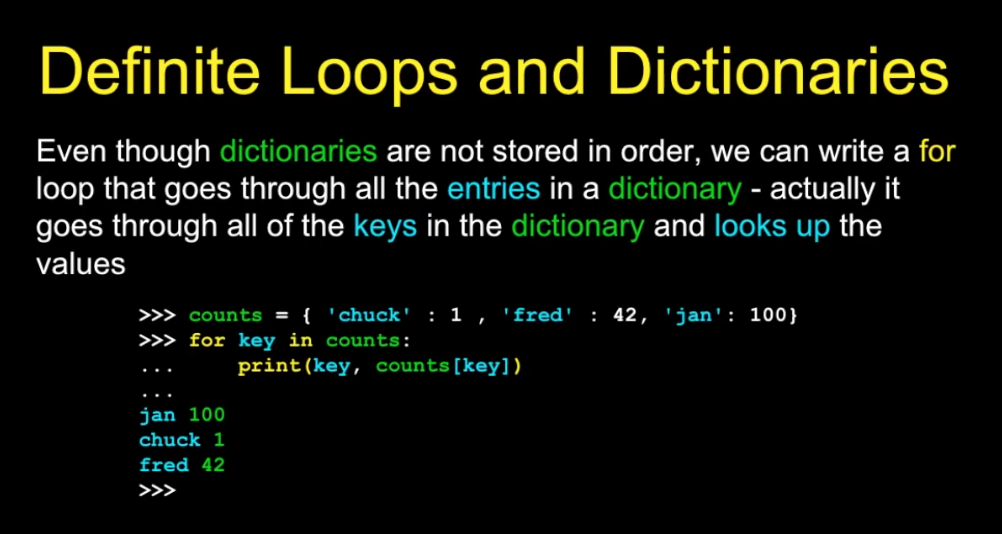 Definite Loops and Dictionaries
Even though dictionaries are not stored in order, we can write a for
loop that goes through all the entries in a dictionary - actually it
goes through all of the keys in the dictionary and looks up the
values
>>> counts = { 'chuck' : 1 , 'fred' : 42, 'jan': 100}
>>> for key in counts:
...     print(key, counts[key])
...
jan 100
chuck 1
fred 42
>>>